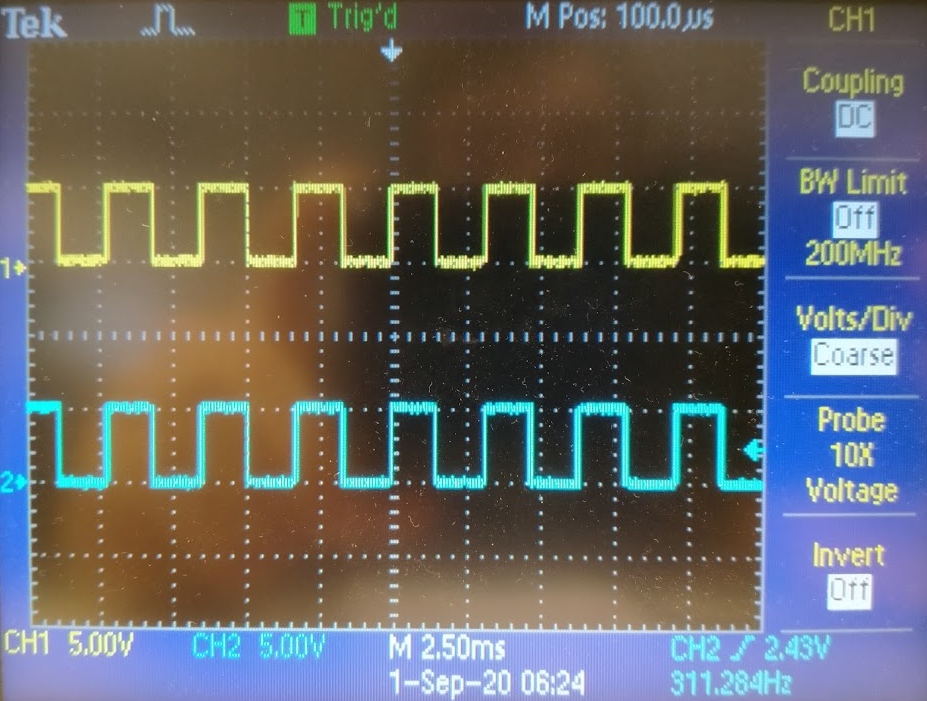 Tek Trig'd M Pos: 100.0µs CH1
Coupling
DC
BW Limit
Off
200MHz
1
Volts/Div
Coarse
Probe
10X
Voltage
2
Invert
Off
CH1 5.00V CH2 5.00V M 2.50ms CH2 2.43V
1-Sep-20 06:24 311.284Hz